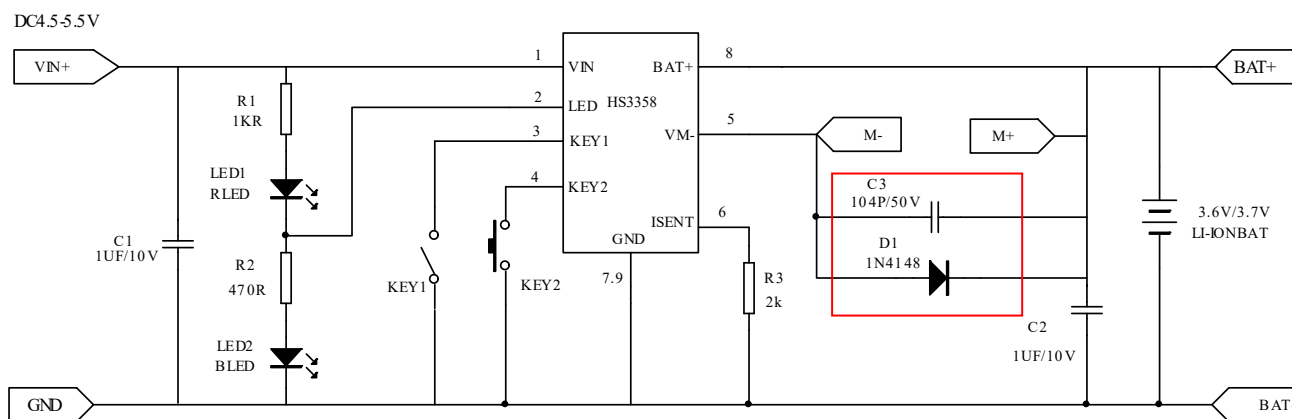 DC4.5-5.5V
VIN+
R1
1KR
LED1
RLED
C1
1UF/10V
R2
470R
LED2
BLED
GND
1
2
3
4
KEY1
KEY2
VIN
LED
KEY1
KEY2
HS3358
BAT+
VM-
ISENT
GND
7.9
8
5
6
R3
2k
M-
M+
C3
104P/50V
D1
1N4148
C2
1UF/10V
3.6V/3.7V
LI-IONBAT
BAT+
BAT-